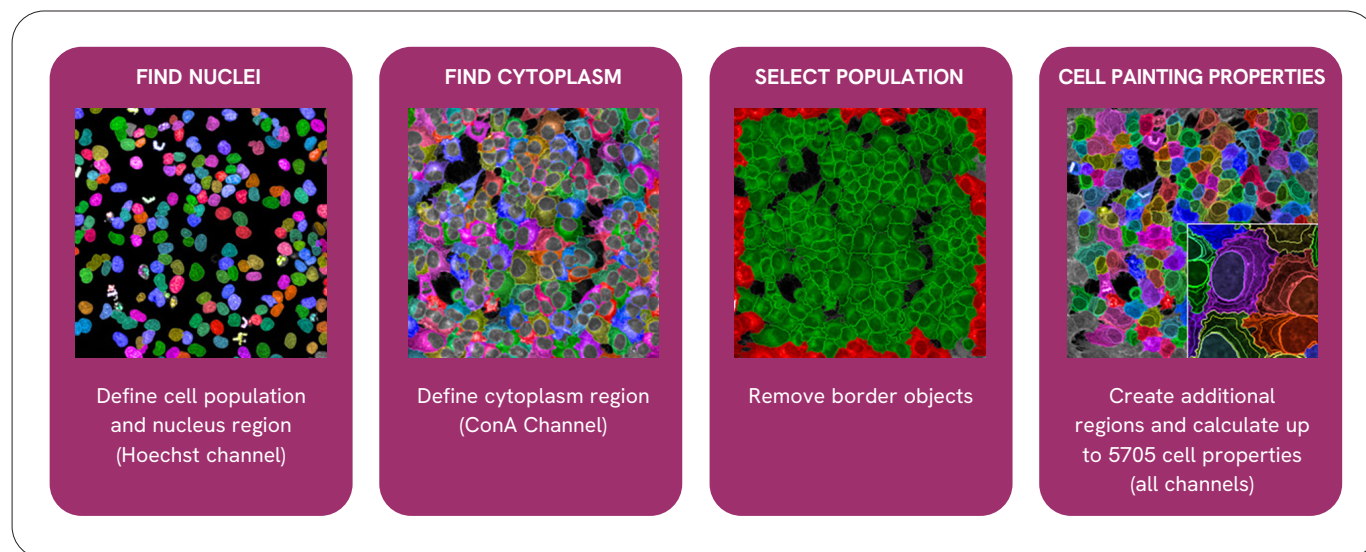 FIND NUCLEI
Define cell population
and nucleus region
(Hoechst channel)
FIND CYTOPLASM
Define cytoplasm region
(ConA Channel)
SELECT POPULATION
Remove border objects
CELL PAINTING PROPERTIES
Create additional
regions and calculate up
to 5705 cell properties
(all channels)